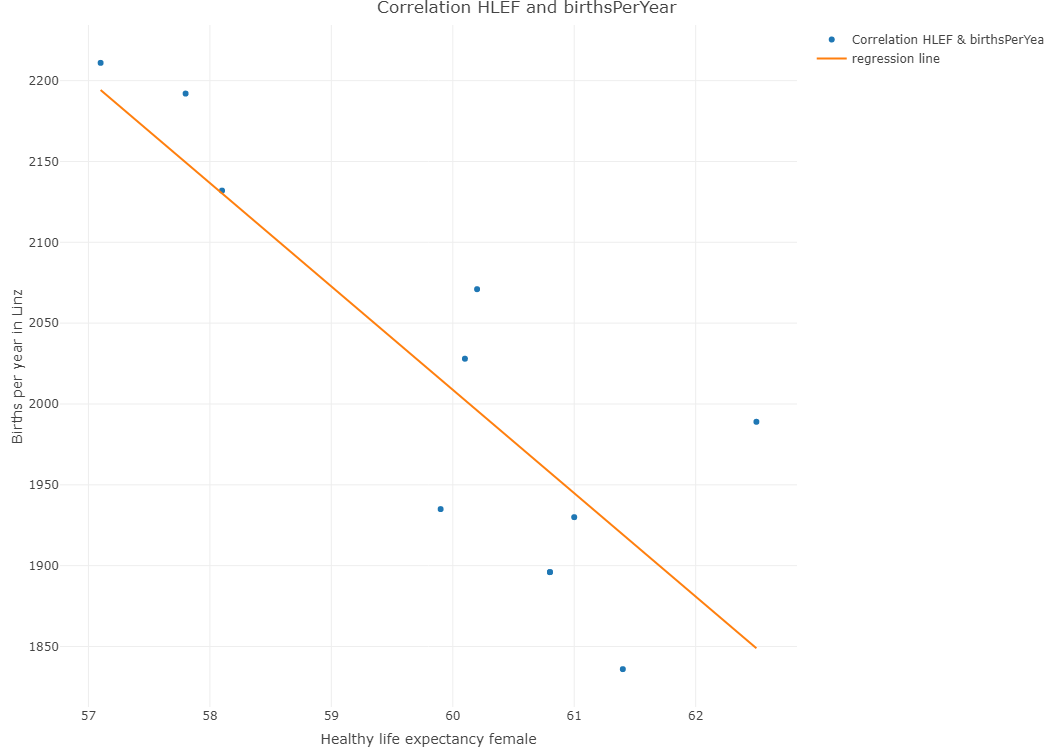 Correlation HLEF and birthsPerYear
Correlation HLEF & birthsPerYea
regression line
2200
2150
2100
2050
2000
1950
1900
1850
Births per year in Linz
57
58
59
60
61
62
Healthy life expectancy female